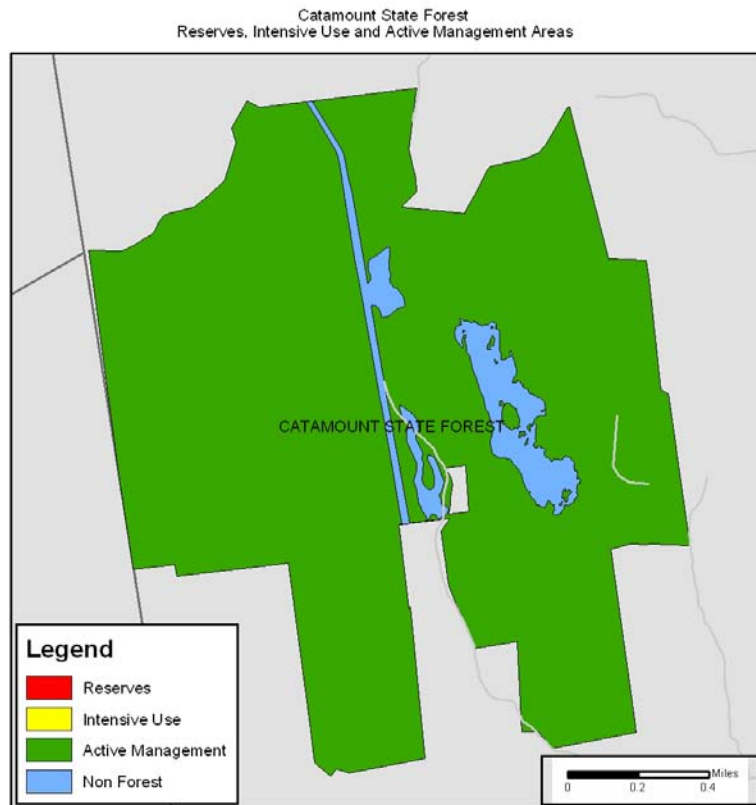 Catamount State Forest
Reserves, Intensive Use and Active Management Areas
CATAMOUNT STATE FOREST
Legend
Reserves
Intensive Use
Active Management
Non Forest
Miles
0 0.2 0.4